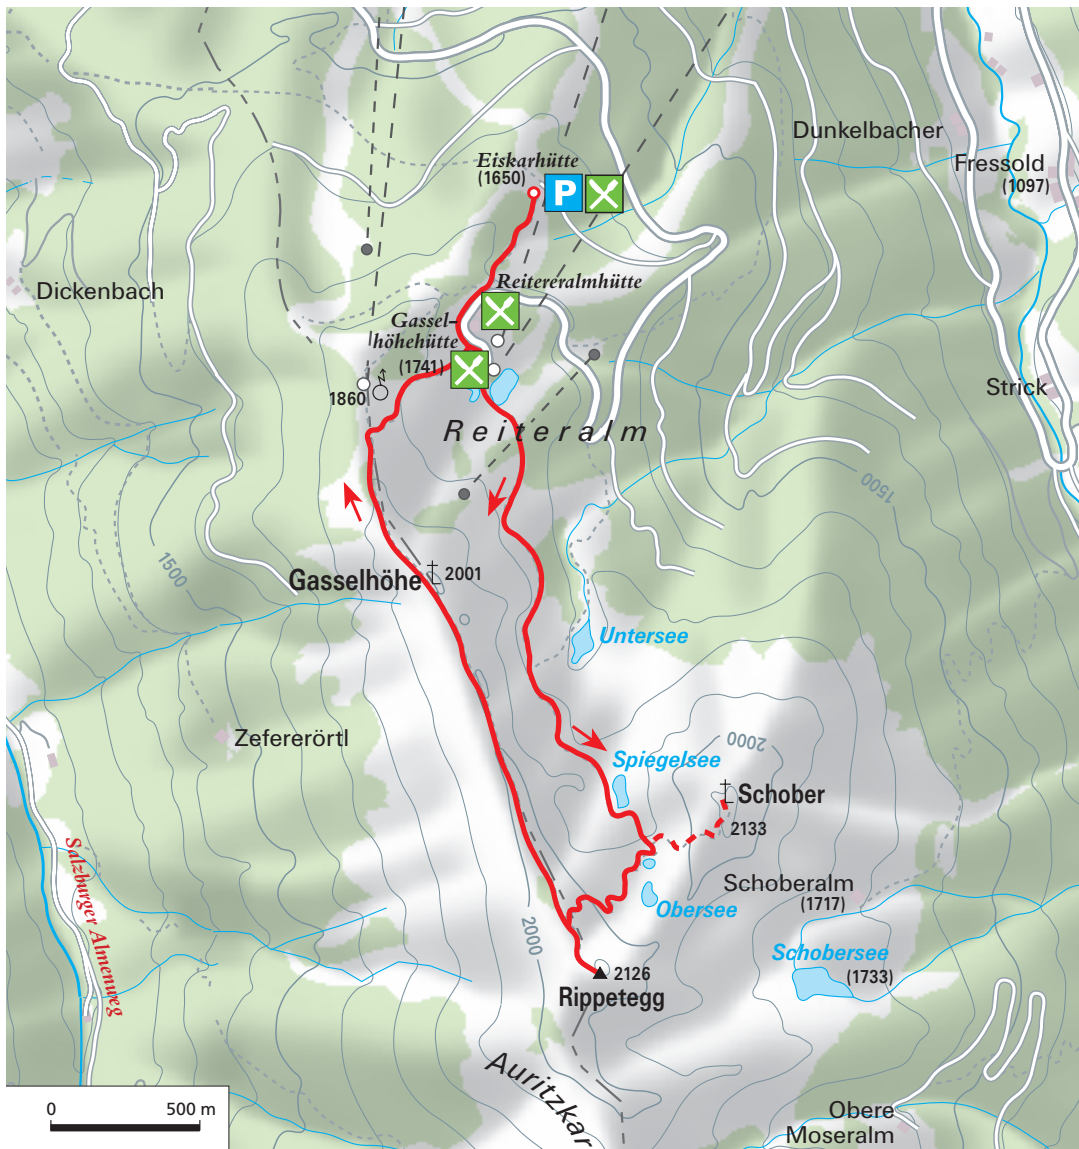 Dunkelbacher
Fressold
(1097)
Eiskarhütte
(1650)
P
Dickenbach
Reitereralmhütte
Gassel-
höhehütte
(1741)
1860
Strick
Reiteralm
1500
1500
Gasselhöhe
2001
Untersee
Zefererörtl
2000
Spiegelsee
Schober
2133
Salzburger Almenweg
Schoberalm
(1717)
Obersee
2000
Schobersee
(1733)
2126
Rippetegg
Auritzkar
0 500 m
Obere
Moseralm